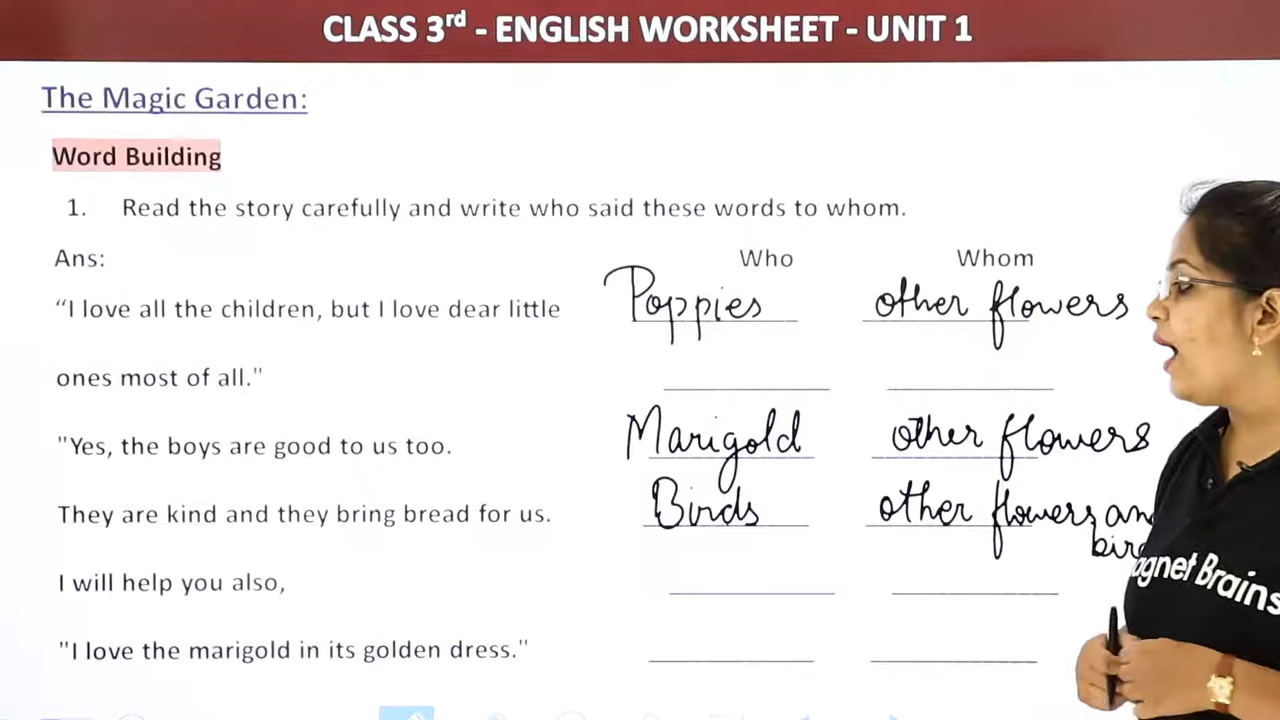 CLASS 3rd - ENGLISH WORKSHEET - UNIT 1
The Magic Garden:
Word Building
1. Read the story carefully and write who said these words to whom.
Ans: Who Whom
“I love all the children, but I love dear little Poppies other flowers
ones most of all."
"Yes, the boys are good to us too. Marigold other flowers
They are kind and they bring bread for us. Birds other flowers
I will help you also,
"I love the marigold in its golden dress."
Brains